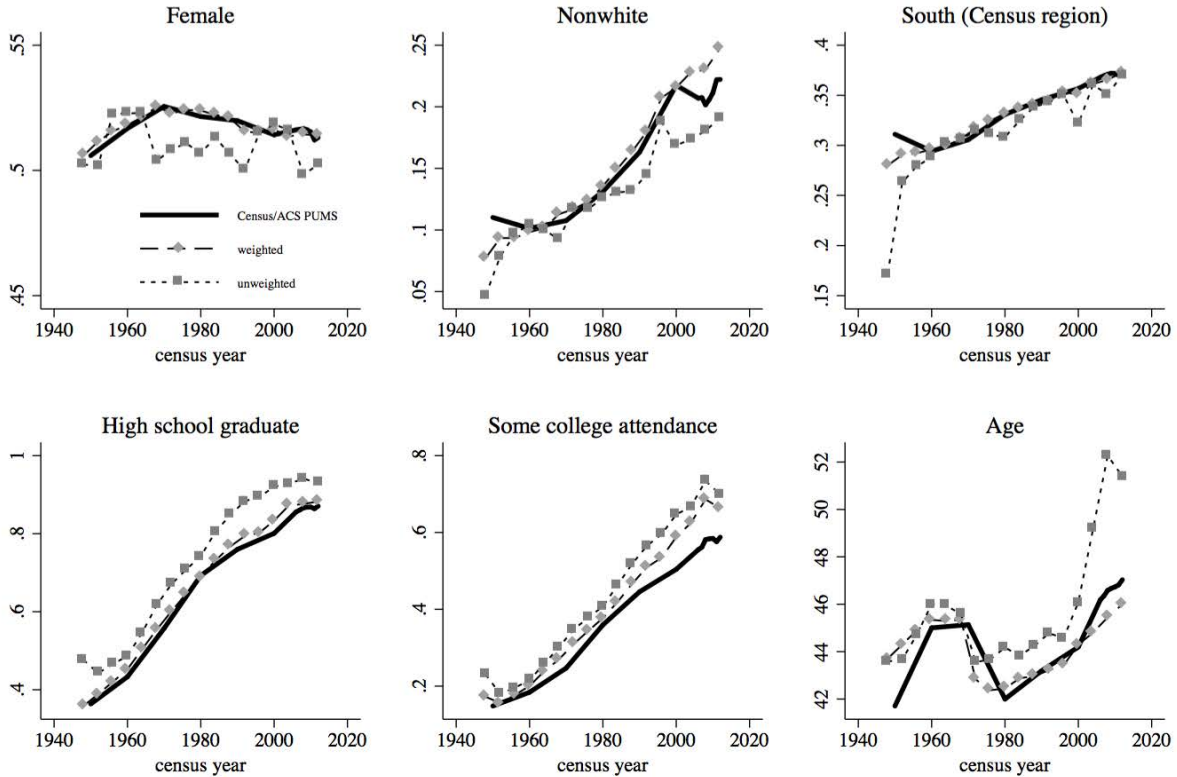 Female
.55
.5
.45
Census/ACS PUMS
weighted
unweighted
1940 1960 1980 2000 2020
census year
Nonwhite
.25
.2
.15
.1
.05
1940 1960 1980 2000 2020
census year
South (Census region)
.4
.35
.3
.25
.2
.15
1940 1960 1980 2000 2020
census year
High school graduate
1
.8
.6
.4
1940 1960 1980 2000 2020
census year
Some college attendance
.8
.6
.4
.2
1940 1960 1980 2000 2020
census year
Age
52
50
48
46
44
42
1940 1960 1980 2000 2020
census year